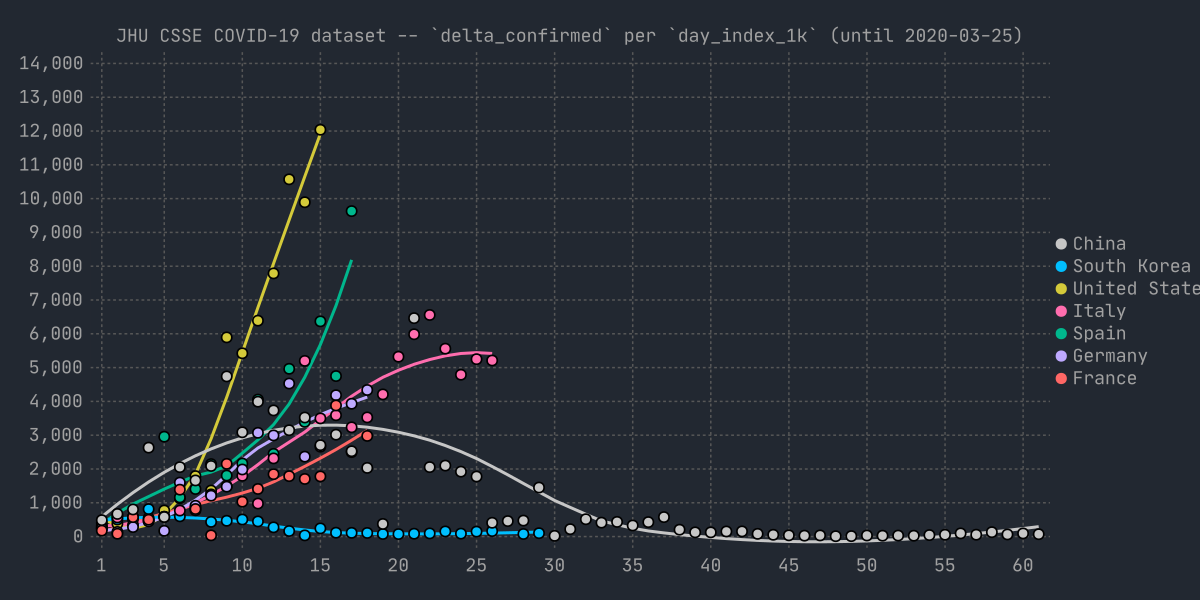 JHU CSSE COVID-19 dataset -- `delta_confirmed` per `day_index_1k` (until 2020-03-25)
14,000
13,000
12,000
11,000
10,000
9,000
8,000
7,000
6,000
5,000
4,000
3,000
2,000
1,000
0
1 5 10 15 20 25 30 35 40 45 50 55 60
China
South Korea
United State
Italy
Spain
Germany
France